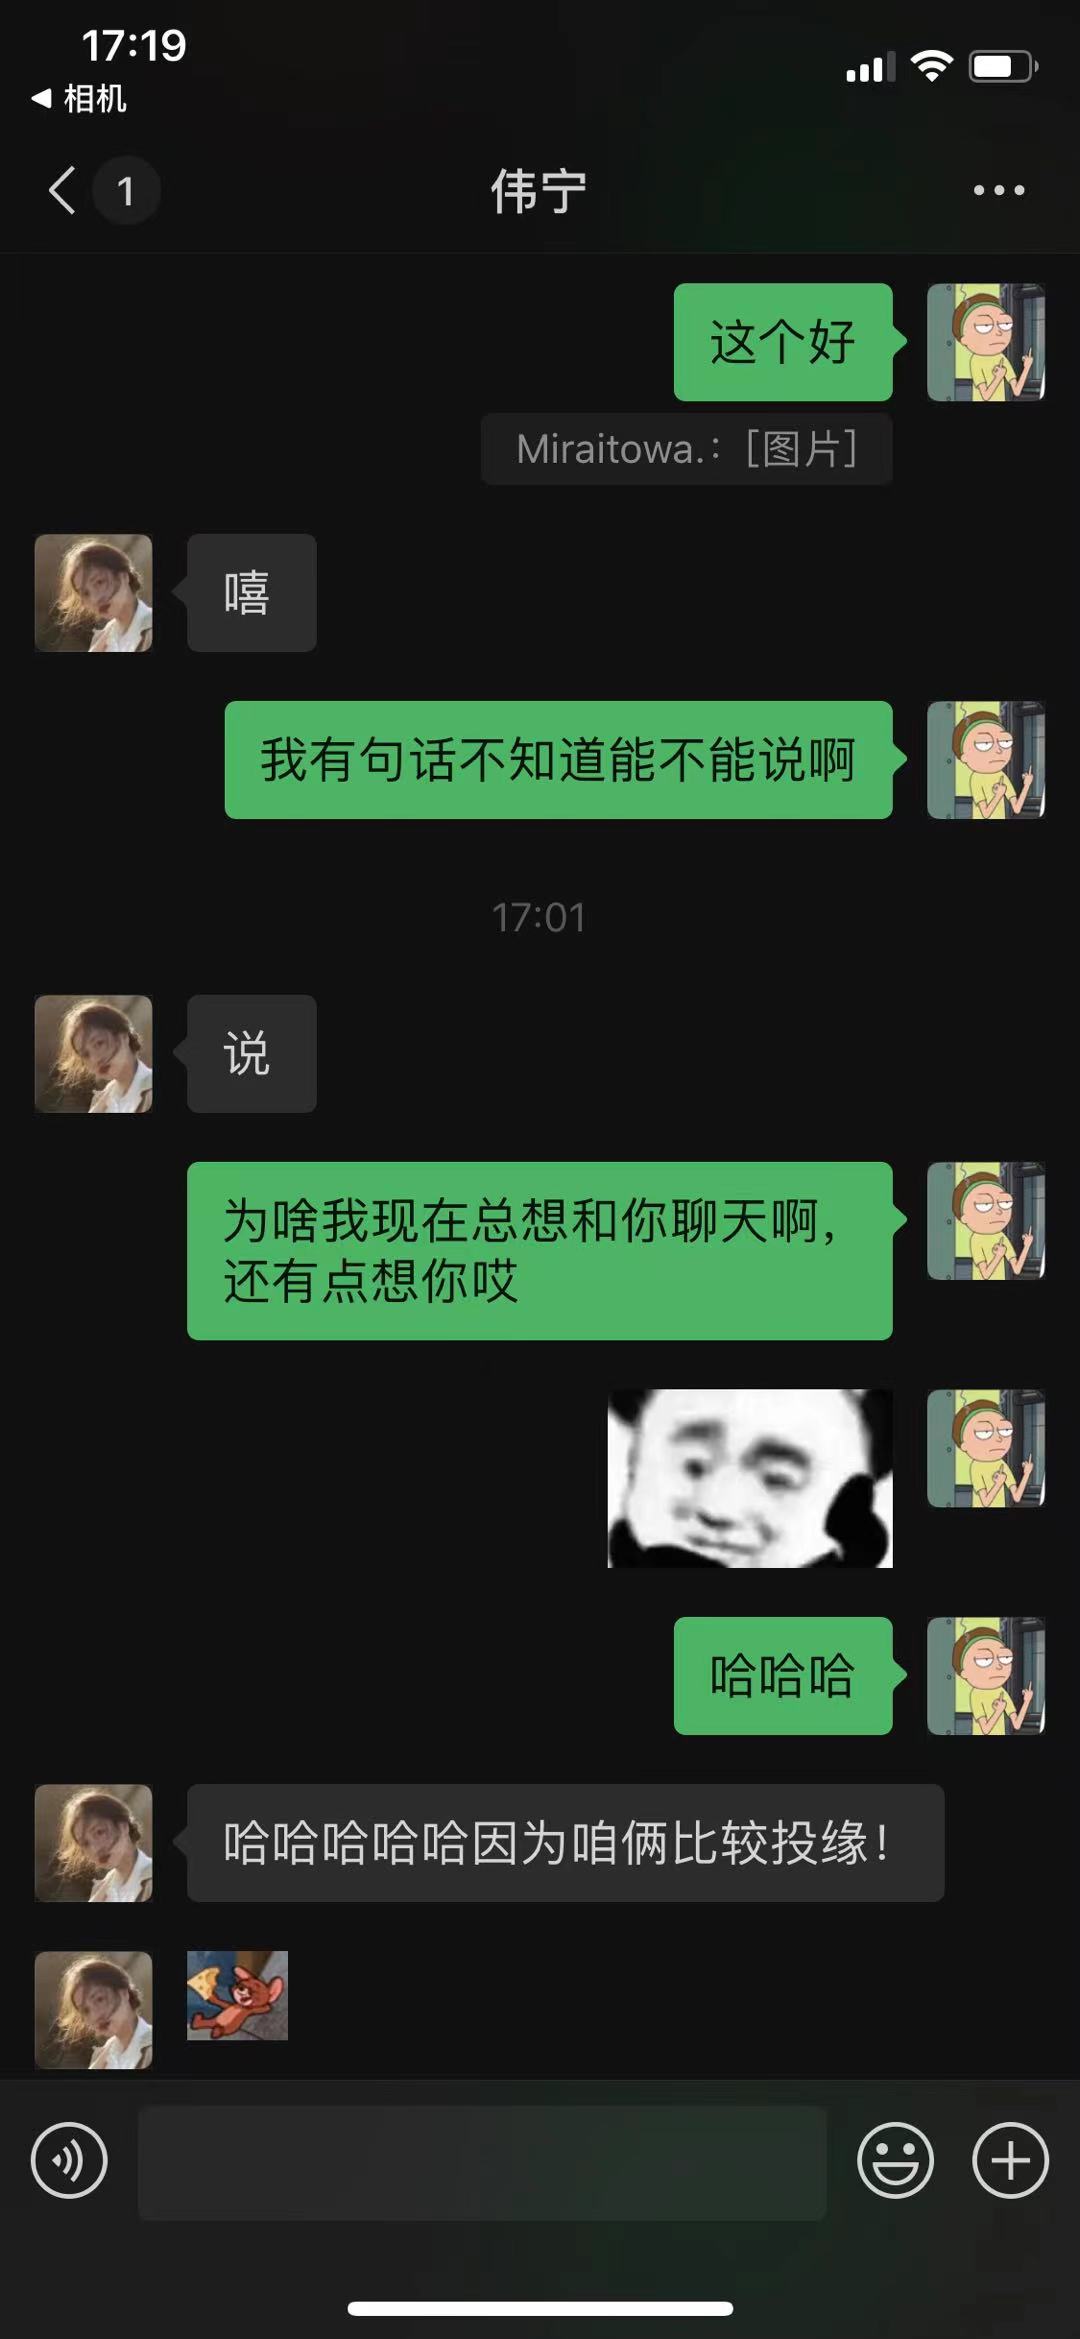 17:19
相机
1
伟宁
这个好
Miraitowa.：[图片]
嘻
我有句话不知道能不能说啊
17:01
说
为啥我现在总想和你聊天啊，
还有点想你哎
哈哈哈
哈哈哈哈哈因为咱俩比较投缘！